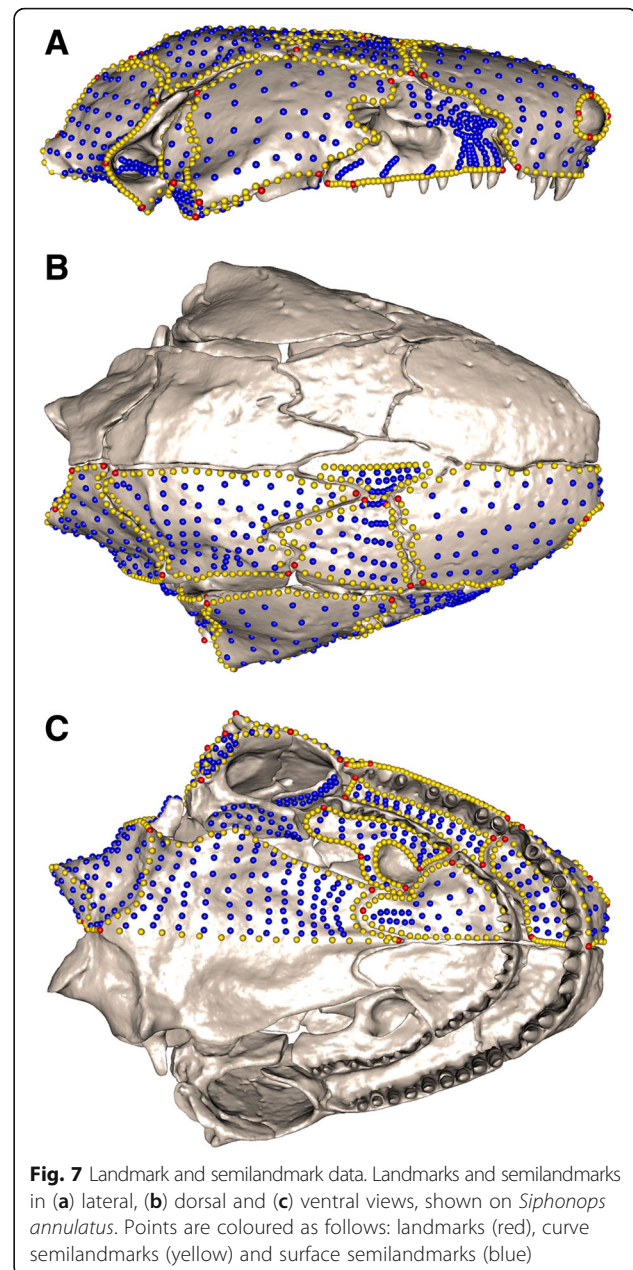 A
B
C
Fig. 7 Landmark and semilandmark data. Landmarks and semilandmarks
in (a) lateral, (b) dorsal and (c) ventral views, shown on Siphonops
annulatus. Points are coloured as follows: landmarks (red), curve
semilandmarks (yellow) and surface semilandmarks (blue)